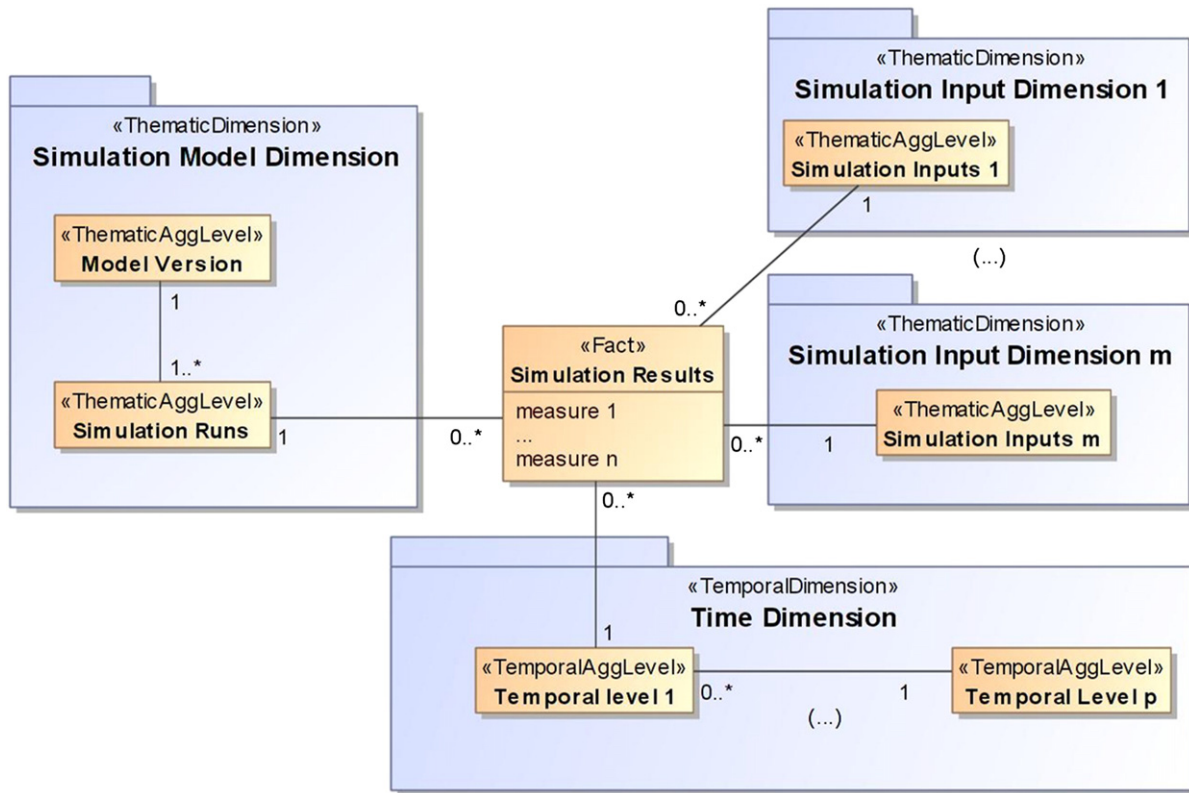 «ThematicDimension»
Simulation Model Dimension
«ThematicAggLevel»
Model Version
1
1..*
«ThematicAggLevel»
Simulation Runs
1
0..*
«ThematicDimension»
Simulation Input Dimension 1
«ThematicAggLevel»
Simulation Inputs 1
1
(...)
0..*
«Fact»
Simulation Results
measure 1
...
measure n
«ThematicDimension»
Simulation Input Dimension m
«ThematicAggLevel»
Simulation Inputs m
0..*
1
0..*
«TemporalDimension»
Time Dimension
1
«TemporalAggLevel»
Temporal level 1
0..*
1
(...)
«TemporalAggLevel»
Temporal Level p